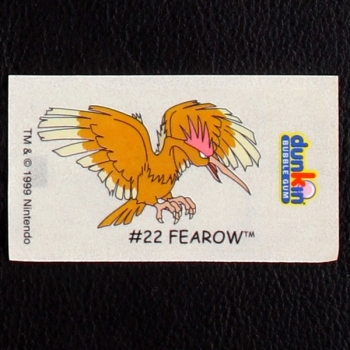 TM & © 1999 Nintendo
#22 FEAROW™
dunkin
BUBBLE GUM